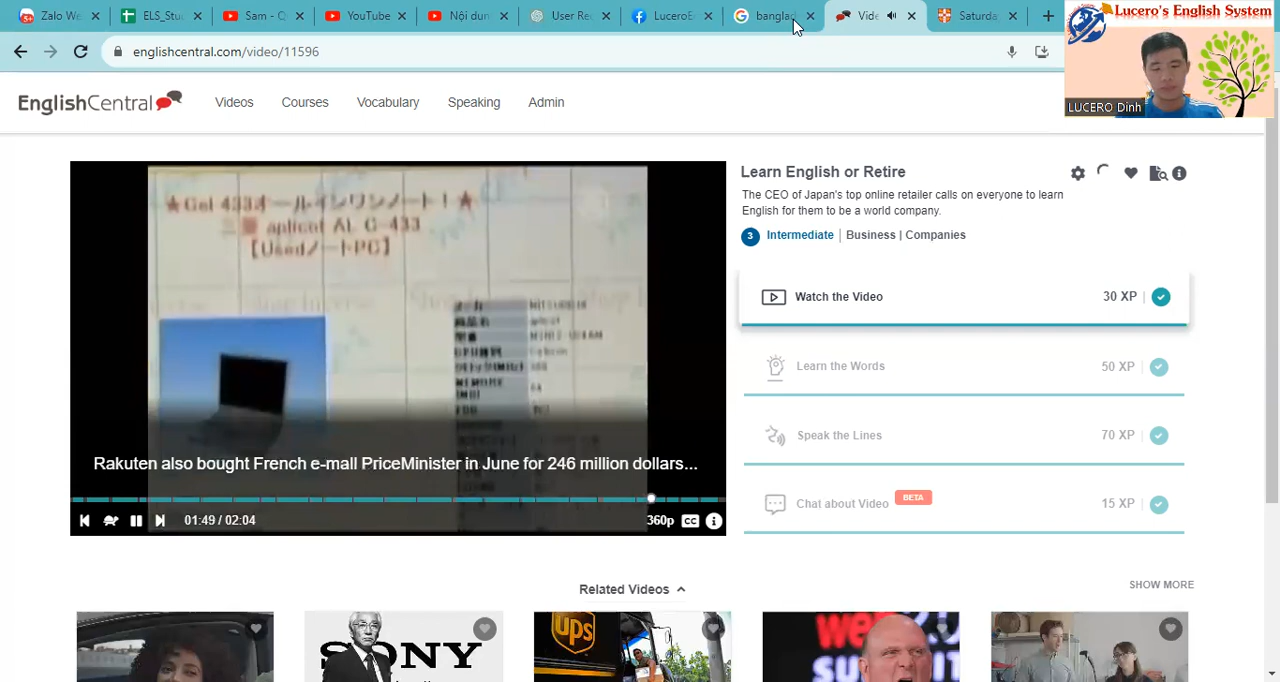 Zalo We
ELS_Stu
Sam - Q
YouTube
Nội dun
User Re
LuceroE
banglad
Vide
Saturda
englishcentral.com/video/11596
Lucero's English System
LUCERO Dinh
EnglishCentral
Videos
Courses
Vocabulary
Speaking
Admin
Learn English or Retire
The CEO of Japan's top online retailer calls on everyone to learn
English for them to be a world company.
3 Intermediate | Business | Companies
Watch the Video
30 XP
Learn the Words
50 XP
Speak the Lines
70 XP
Chat about Video
BETA
15 XP
Rakuten also bought French e-mall PriceMinister in June for 246 million dollars...
01:49 / 02:04
360p
CC
Related Videos
SHOW MORE
SONY
ups